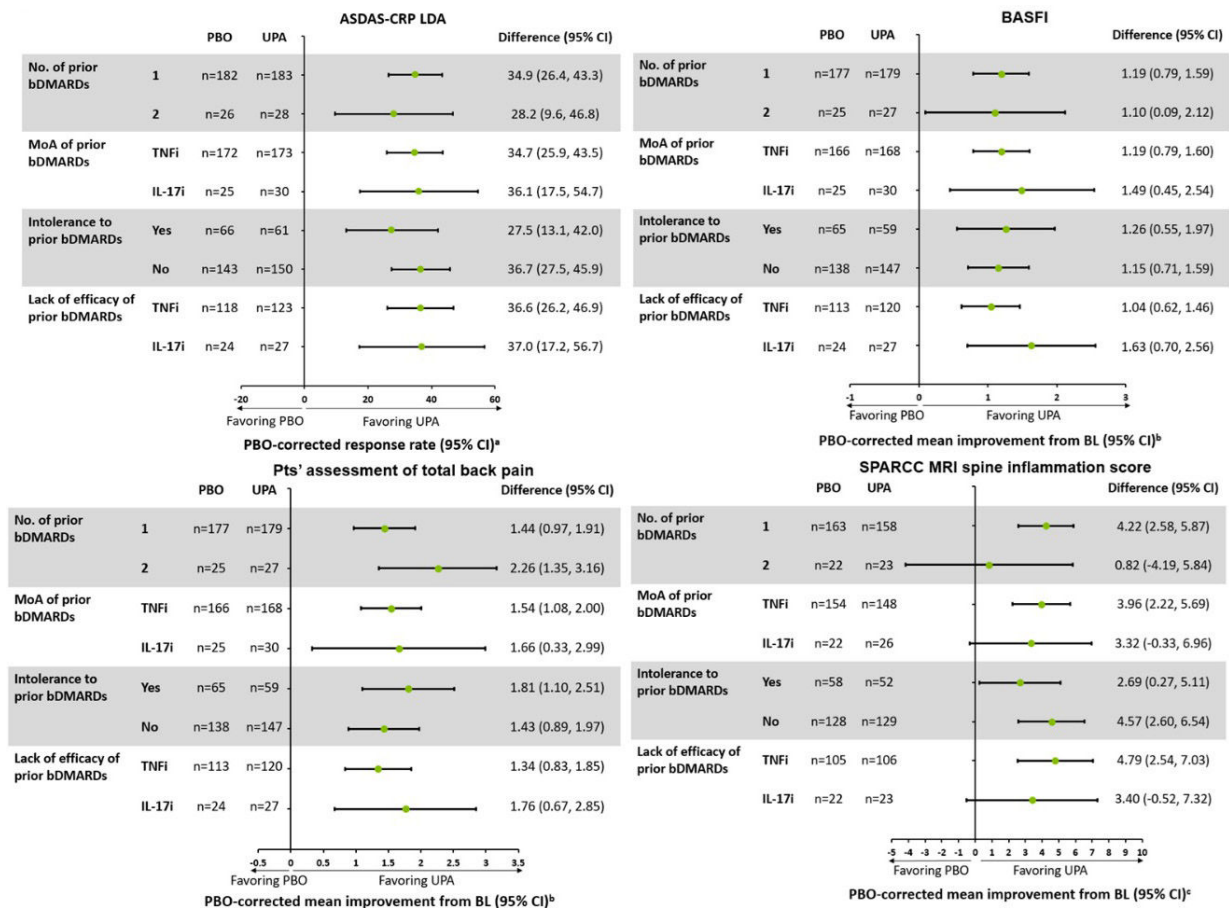 ASDAS-CRP LDA
PBO UPA Difference (95% CI)
No. of prior bDMARDs
1 n=182 n=183 34.9 (26.4, 43.3)
2 n=26 n=28 28.2 (9.6, 46.8)
MoA of prior bDMARDs
TNFi n=172 n=173 34.7 (25.9, 43.5)
IL-17i n=25 n=30 36.1 (17.5, 54.7)
Intolerance to prior bDMARDs
Yes n=66 n=61 27.5 (13.1, 42.0)
No n=143 n=150 36.7 (27.5, 45.9)
Lack of efficacy of prior bDMARDs
TNFi n=118 n=123 36.6 (26.2, 46.9)
IL-17i n=24 n=27 37.0 (17.2, 56.7)
-20 0 20 40 60
Favoring PBO Favoring UPA
PBO-corrected response rate (95% CI)ᵃ
BASFI
PBO UPA Difference (95% CI)
No. of prior bDMARDs
1 n=177 n=179 1.19 (0.79, 1.59)
2 n=25 n=27 1.10 (0.09, 2.12)
MoA of prior bDMARDs
TNFi n=166 n=168 1.19 (0.79, 1.60)
IL-17i n=25 n=30 1.49 (0.45, 2.54)
Intolerance to prior bDMARDs
Yes n=65 n=59 1.26 (0.55, 1.97)
No n=138 n=147 1.15 (0.71, 1.59)
Lack of efficacy of prior bDMARDs
TNFi n=113 n=120 1.04 (0.62, 1.46)
IL-17i n=24 n=27 1.63 (0.70, 2.56)
-1 0 1 2 3
Favoring PBO Favoring UPA
PBO-corrected mean improvement from BL (95% CI)ᵇ
Pts' assessment of total back pain
PBO UPA Difference (95% CI)
No. of prior bDMARDs
1 n=177 n=179 1.44 (0.97, 1.91)
2 n=25 n=27 2.26 (1.35, 3.16)
MoA of prior bDMARDs
TNFi n=166 n=168 1.54 (1.08, 2.00)
IL-17i n=25 n=30 1.66 (0.33, 2.99)
Intolerance to prior bDMARDs
Yes n=65 n=59 1.81 (1.10, 2.51)
No n=138 n=147 1.43 (0.89, 1.97)
Lack of efficacy of prior bDMARDs
TNFi n=113 n=120 1.34 (0.83, 1.85)
IL-17i n=24 n=27 1.76 (0.67, 2.85)
-0.5 0 0.5 1 1.5 2 2.5 3 3.5
Favoring PBO Favoring UPA
PBO-corrected mean improvement from BL (95% CI)ᵇ
SPARCC MRI spine inflammation score
PBO UPA Difference (95% CI)
No. of prior bDMARDs
1 n=163 n=158 4.22 (2.58, 5.87)
2 n=22 n=23 0.82 (-4.19, 5.84)
MoA of prior bDMARDs
TNFi n=154 n=148 3.96 (2.22, 5.69)
IL-17i n=22 n=26 3.32 (-0.33, 6.96)
Intolerance to prior bDMARDs
Yes n=58 n=52 2.69 (0.27, 5.11)
No n=128 n=129 4.57 (2.60, 6.54)
Lack of efficacy of prior bDMARDs
TNFi n=105 n=106 4.79 (2.54, 7.03)
IL-17i n=22 n=23 3.40 (-0.52, 7.32)
-5 -4 -3 -2 -1 0 1 2 3 4 5 6 7 8 9 10
Favoring PBO Favoring UPA
PBO-corrected mean improvement from BL (95% CI)ᶜ